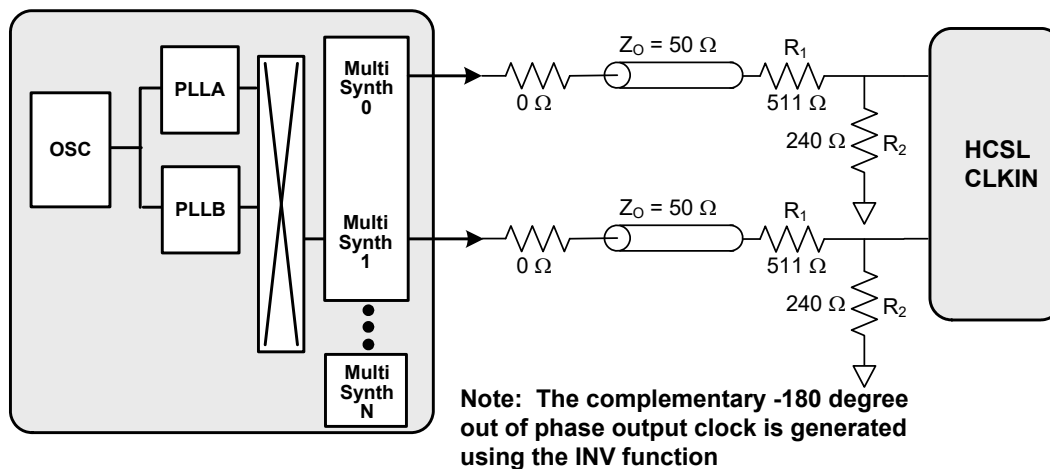 OSC
PLLA
PLLB
Multi
Synth
0
Multi
Synth
1
Multi
Synth
N
0 Ω
Z_O = 50 Ω
R₁
511 Ω
240 Ω
R₂
0 Ω
Z_O = 50 Ω
R₁
511 Ω
240 Ω
R₂
HCSL
CLKIN
Note: The complementary -180 degree
out of phase output clock is generated
using the INV function